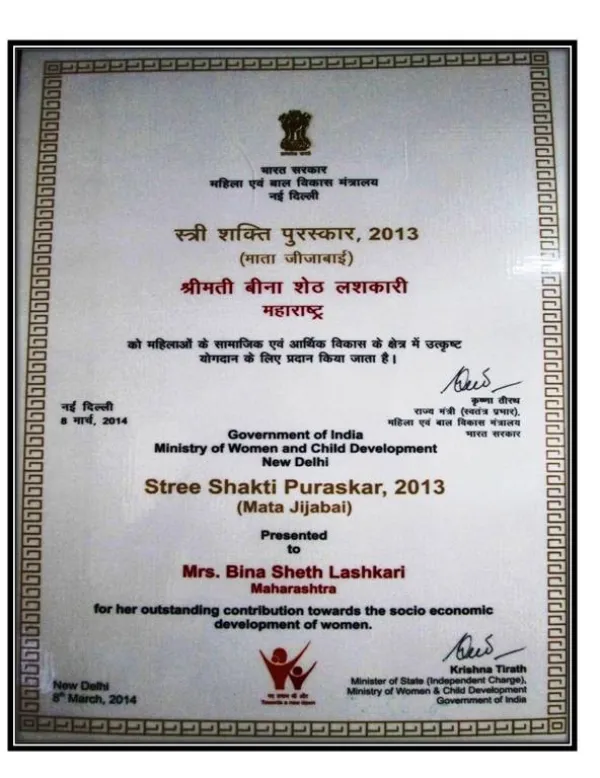 भारत सरकार
महिला एवं बाल विकास मंत्रालय
नई दिल्ली
स्त्री शक्ति पुरस्कार, 2013
(माता जीजाबाई)
श्रीमती बीना शेठ लशकारी
महाराष्ट्र
को महिलाओं के सामाजिक एवं आर्थिक विकास के क्षेत्र में उत्कृष्ट
योगदान के लिए प्रदान किया जाता है।
नई दिल्ली
8 मार्च, 2014
कृष्णा तीरथ
राज्य मंत्री (स्वतंत्र प्रभार),
महिला एवं बाल विकास मंत्रालय
भारत सरकार
Government of India
Ministry of Women and Child Development
New Delhi
Stree Shakti Puraskar, 2013
(Mata Jijabai)
Presented
to
Mrs. Bina Sheth Lashkari
Maharashtra
for her outstanding contribution towards the socio economic
development of women.
Towards a new dawn
New Delhi
8th March, 2014
Krishna Tirath
Minister of State (Independent Charge),
Ministry of Women & Child Development
Government of India